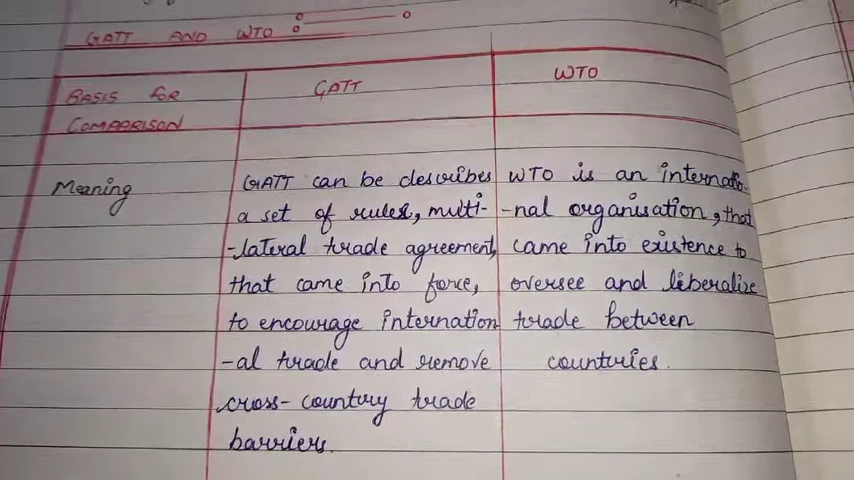 GATT AND WTO
BASIS FOR
COMPARISON
GATT
WTO
Meaning
GATT can be describes
a set of rules, multi-
-lateral trade agreement,
that came into force,
to encourage internation
-al trade and remove
cross-country trade
barriers.
WTO is an internatio-
-nal organisation, that
came into existence to
oversee and liberalize
trade between
countries.